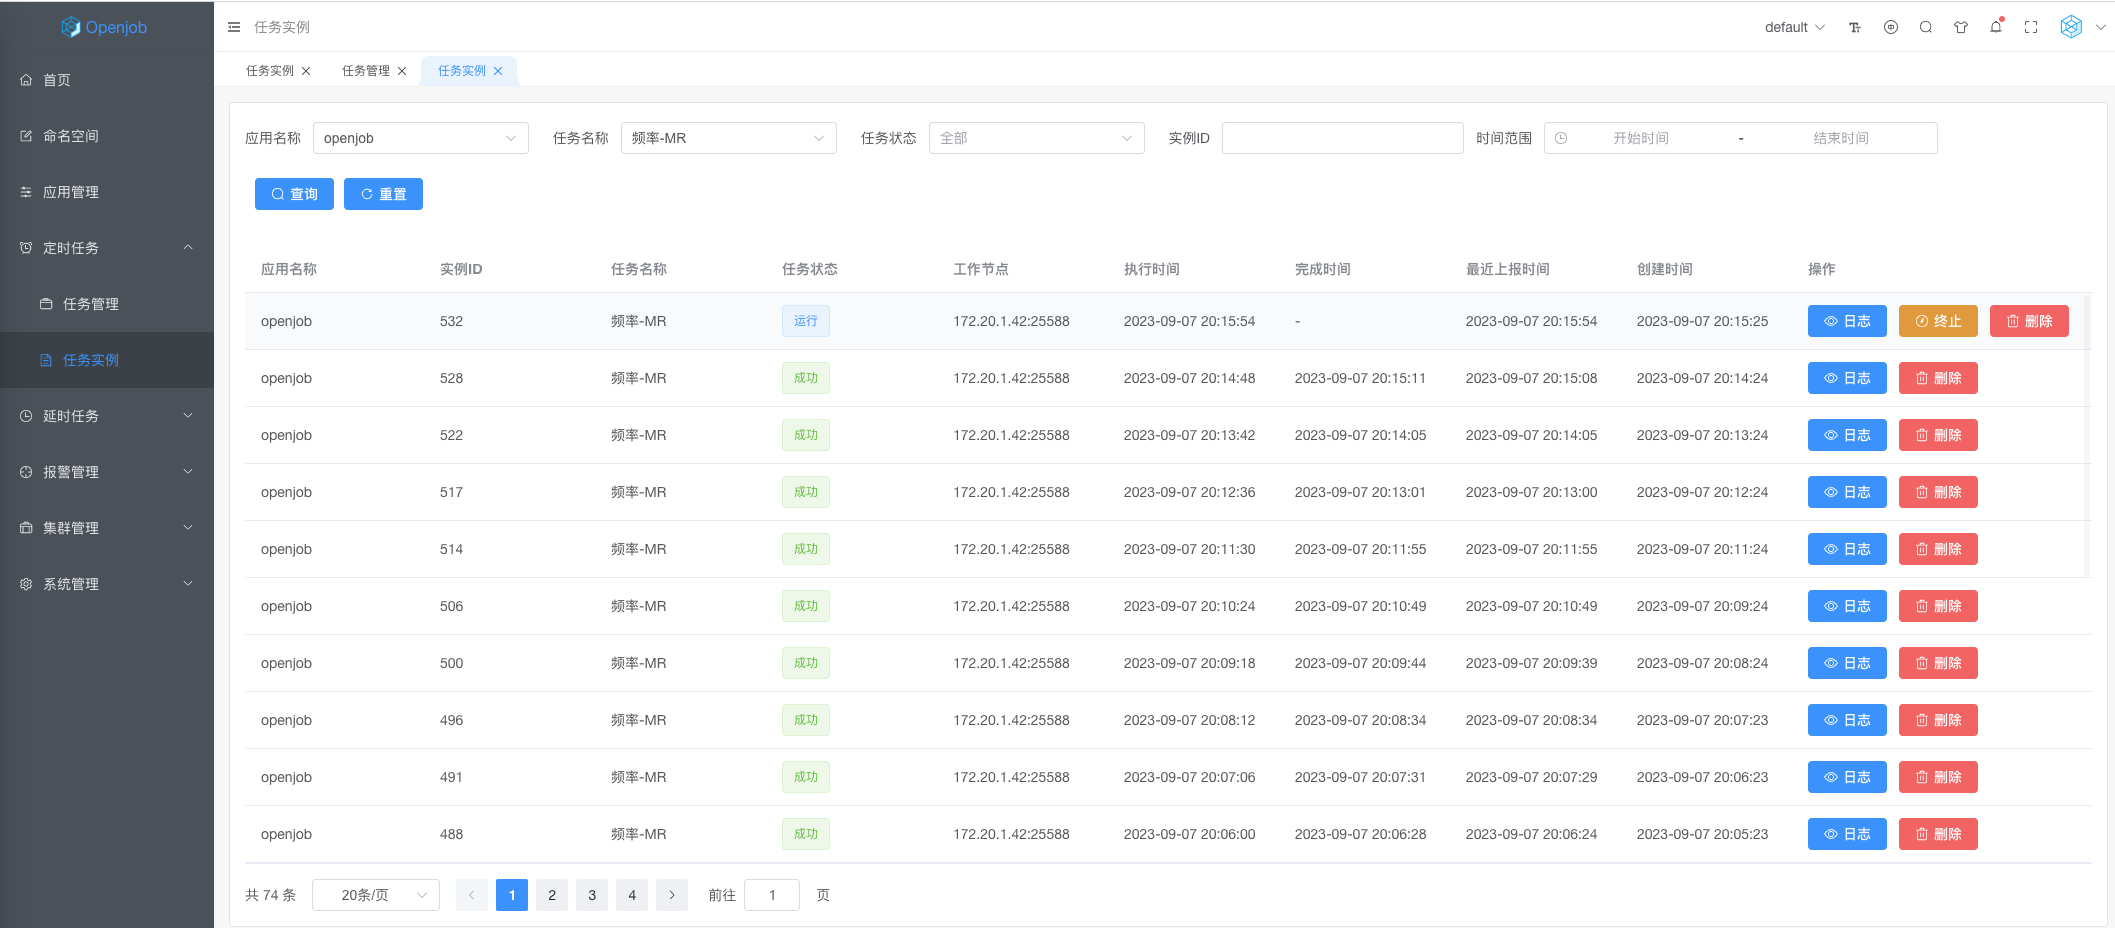 Openjob
首页
命名空间
应用管理
定时任务
任务管理
任务实例
延时任务
报警管理
集群管理
系统管理
任务实例
default
任务实例 任务管理 任务实例
应用名称 openjob 任务名称 频率-MR 任务状态 全部 实例ID 时间范围 开始时间 - 结束时间
查询 重置
应用名称 实例ID 任务名称 任务状态 工作节点 执行时间 完成时间 最近上报时间 创建时间 操作
openjob 532 频率-MR 运行 172.20.1.42:25588 2023-09-07 20:15:54 - 2023-09-07 20:15:54 2023-09-07 20:15:25 日志 终止 删除
openjob 528 频率-MR 成功 172.20.1.42:25588 2023-09-07 20:14:48 2023-09-07 20:15:11 2023-09-07 20:15:08 2023-09-07 20:14:24 日志 删除
openjob 522 频率-MR 成功 172.20.1.42:25588 2023-09-07 20:13:42 2023-09-07 20:14:05 2023-09-07 20:14:05 2023-09-07 20:13:24 日志 删除
openjob 517 频率-MR 成功 172.20.1.42:25588 2023-09-07 20:12:36 2023-09-07 20:13:01 2023-09-07 20:13:00 2023-09-07 20:12:24 日志 删除
openjob 514 频率-MR 成功 172.20.1.42:25588 2023-09-07 20:11:30 2023-09-07 20:11:55 2023-09-07 20:11:55 2023-09-07 20:11:24 日志 删除
openjob 506 频率-MR 成功 172.20.1.42:25588 2023-09-07 20:10:24 2023-09-07 20:10:49 2023-09-07 20:10:49 2023-09-07 20:09:24 日志 删除
openjob 500 频率-MR 成功 172.20.1.42:25588 2023-09-07 20:09:18 2023-09-07 20:09:44 2023-09-07 20:09:39 2023-09-07 20:08:24 日志 删除
openjob 496 频率-MR 成功 172.20.1.42:25588 2023-09-07 20:08:12 2023-09-07 20:08:34 2023-09-07 20:08:34 2023-09-07 20:07:23 日志 删除
openjob 491 频率-MR 成功 172.20.1.42:25588 2023-09-07 20:07:06 2023-09-07 20:07:31 2023-09-07 20:07:29 2023-09-07 20:06:23 日志 删除
openjob 488 频率-MR 成功 172.20.1.42:25588 2023-09-07 20:06:00 2023-09-07 20:06:28 2023-09-07 20:06:24 2023-09-07 20:05:23 日志 删除
共 74 条 20条/页 1 2 3 4 前往 1 页